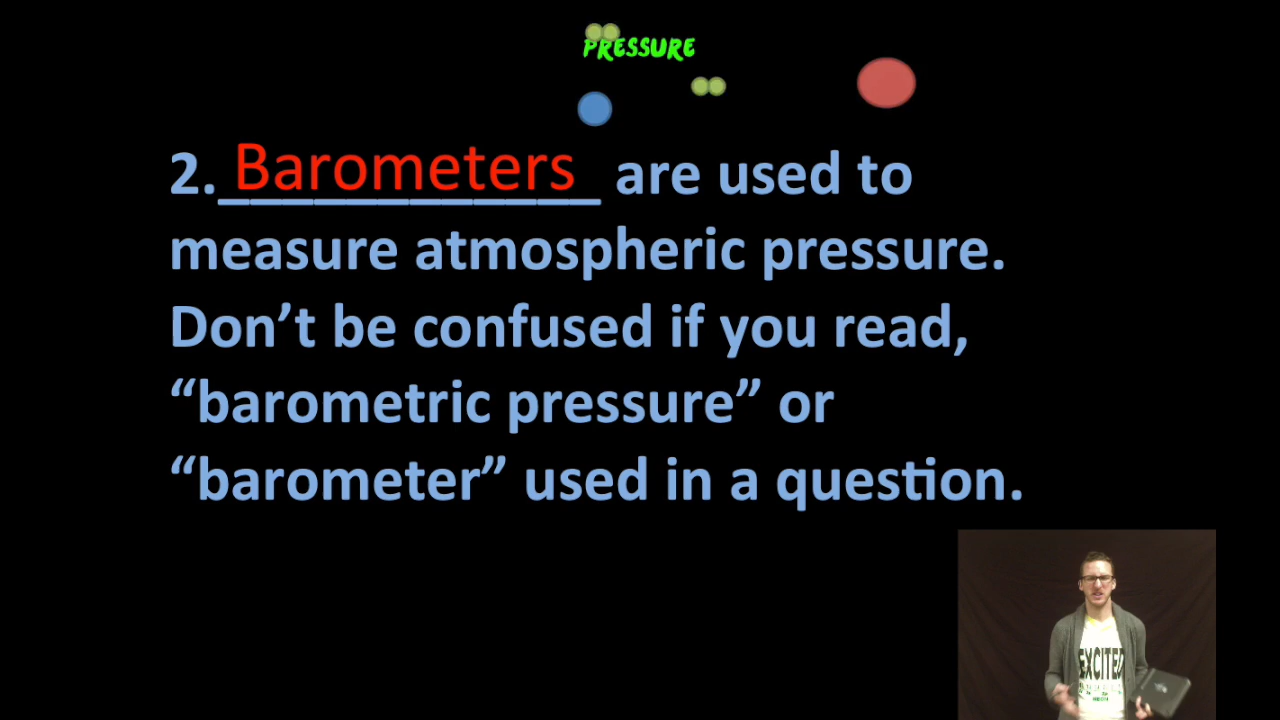 PRESSURE
2. Barometers are used to
measure atmospheric pressure.
Don’t be confused if you read,
“barometric pressure” or
“barometer” used in a question.
EXCITED